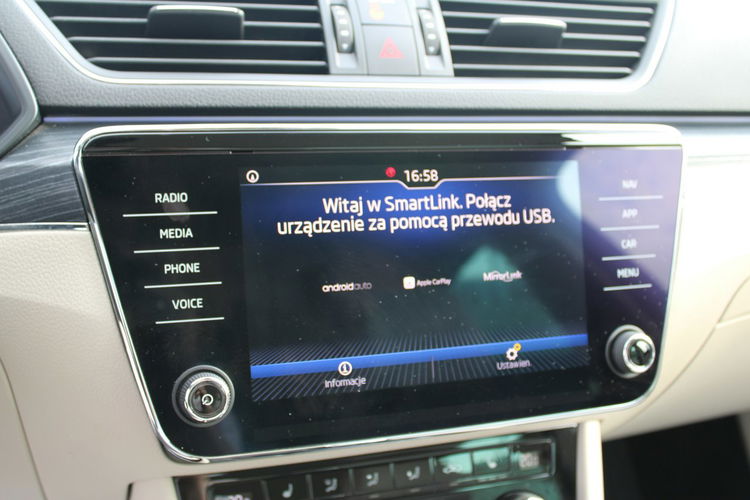 16:58
Witaj w SmartLink. Połącz
urządzenie za pomocą przewodu USB.
RADIO
MEDIA
PHONE
VOICE
NAV
APP
CAR
MENU
androidauto
Apple CarPlay
MirrorLink
Informacje
Ustawien